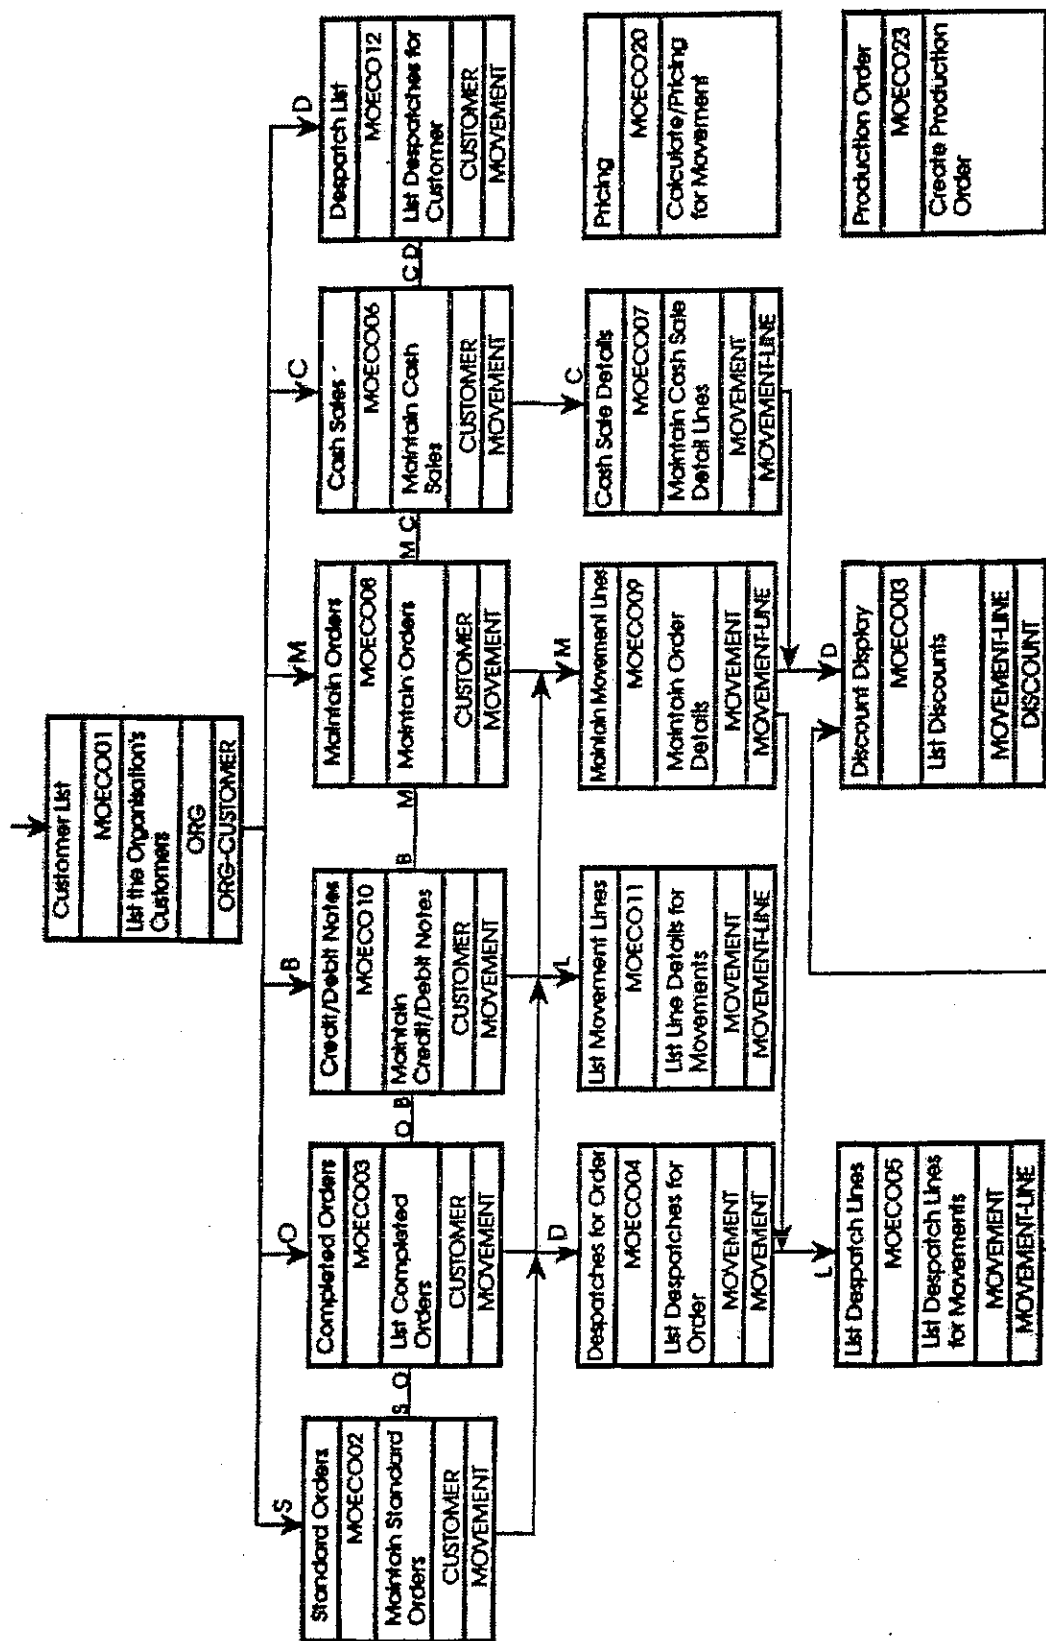 Customer List
MOECO01
List the Organisation's
Customers
ORG
ORG-CUSTOMER
S
O
B
M
C
D
Standard Orders
MOECO02
Maintain Standard
Orders
CUSTOMER
MOVEMENT
S O
Completed Orders
MOECO03
List Completed
Orders
CUSTOMER
MOVEMENT
O B
Credit/Debit Notes
MOECO10
Maintain
Credit/Debit Notes
CUSTOMER
MOVEMENT
B M
Maintain Orders
MOECO08
Maintain Orders
CUSTOMER
MOVEMENT
M C
Cash Sales
MOECO06
Maintain Cash
Sales
CUSTOMER
MOVEMENT
C D
Despatch List
MOECO12
List Despatches for
Customer
CUSTOMER
MOVEMENT
D
L
M
C
Despatches for Order
MOECO04
List Despatches for
Order
MOVEMENT
MOVEMENT
List Movement Lines
MOECO11
List Line Details for
Movements
MOVEMENT
MOVEMENT-LINE
Maintain Movement Lines
MOECO09
Maintain Order
Details
MOVEMENT
MOVEMENT-LINE
Cash Sale Details
MOECO07
Maintain Cash Sale
Detail Lines
MOVEMENT
MOVEMENT-LINE
Pricing
MOECO20
Calculate/Pricing
for Movement
L
D
List Despatch Lines
MOECO05
List Despatch Lines
for Movements
MOVEMENT
MOVEMENT-LINE
Discount Display
MOECO03
List Discounts
MOVEMENT-LINE
DISCOUNT
Production Order
MOECO23
Create Production
Order